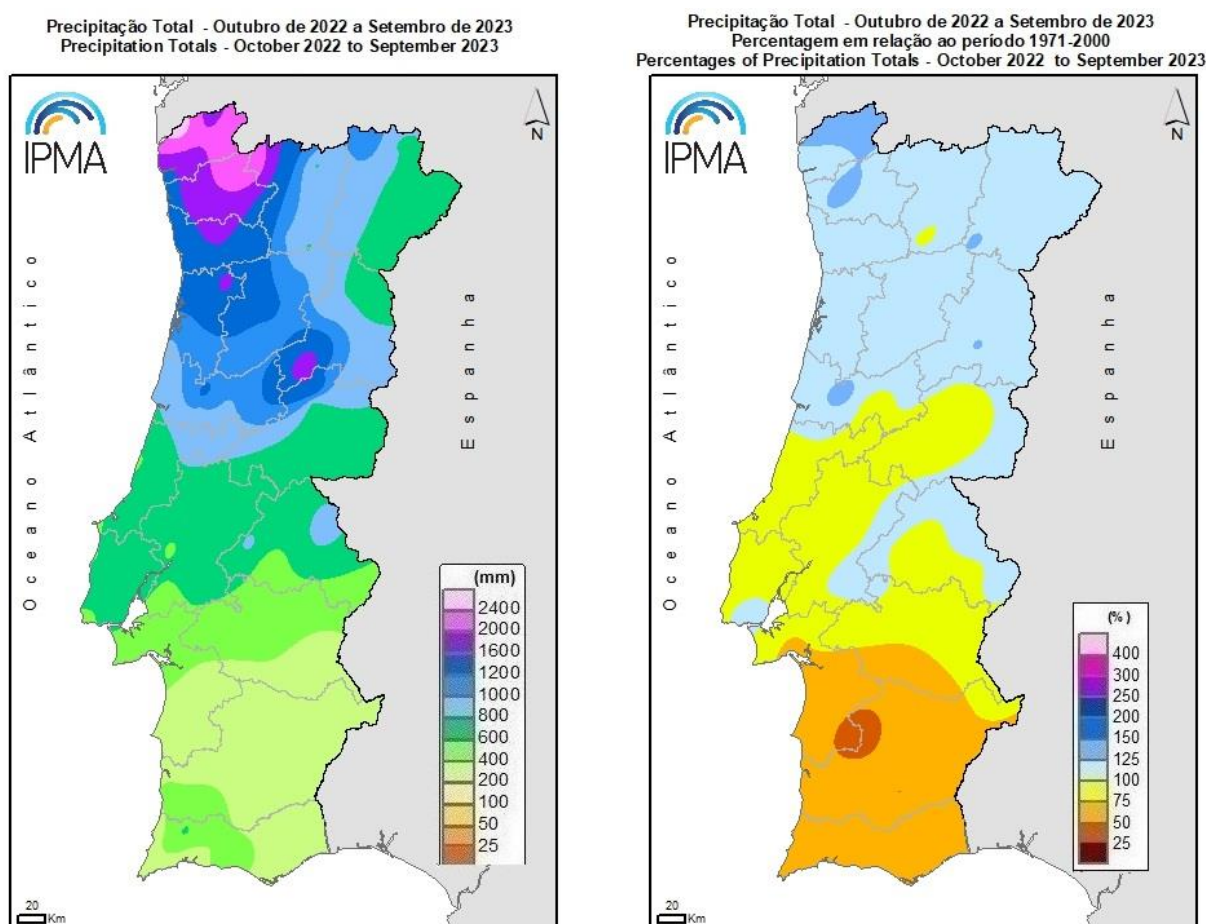 Precipitação Total - Outubro de 2022 a Setembro de 2023
Precipitation Totals - October 2022 to September 2023
IPMA
N
Oceano Atlântico
Espanha
(mm)
2400
2000
1600
1200
1000
800
600
400
200
100
50
25
20
Km
Precipitação Total - Outubro de 2022 a Setembro de 2023
Percentagem em relação ao período 1971-2000
Percentages of Precipitation Totals - October 2022 to September 2023
IPMA
N
Oceano Atlântico
Espanha
(%)
400
300
250
200
150
125
100
75
50
25
20
Km